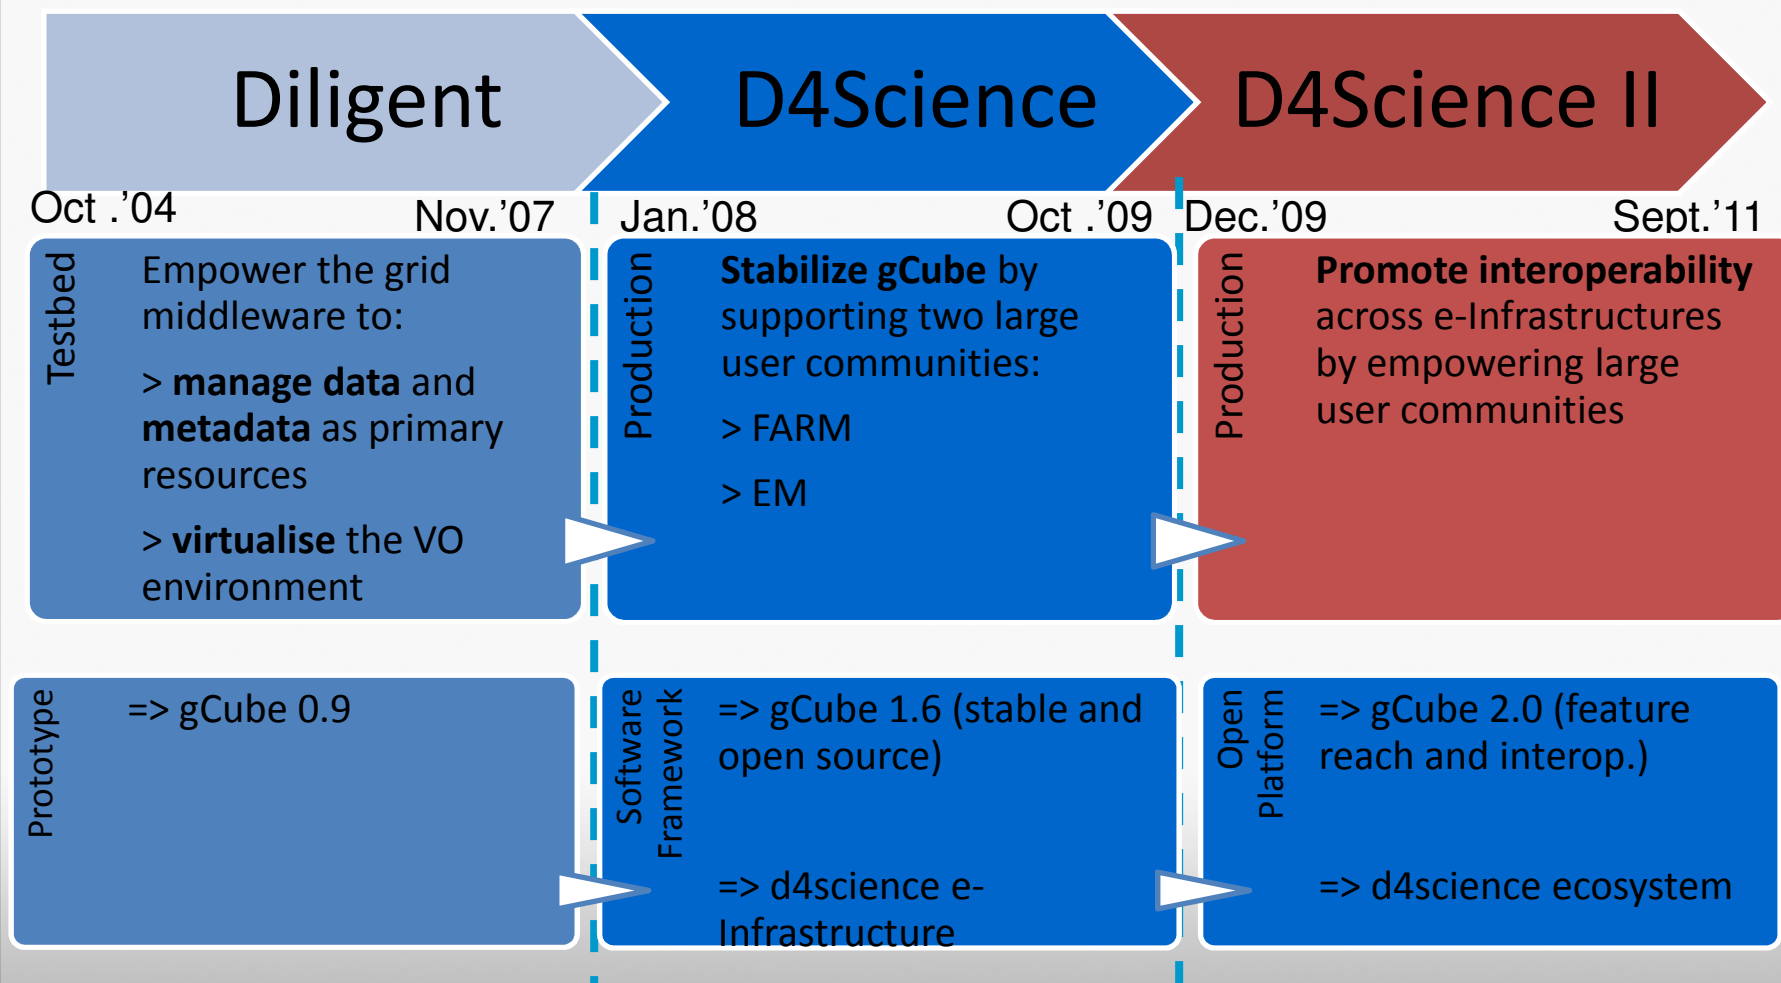 Diligent
D4Science
D4Science II
Oct .'04
Nov.'07
Jan.'08
Oct .'09
Dec.'09
Sept.'11
Testbed
Empower the grid
middleware to:
> manage data and
metadata as primary
resources
> virtualise the VO
environment
Production
Stabilize gCube by
supporting two large
user communities:
> FARM
> EM
Production
Promote interoperability
across e-Infrastructures
by empowering large
user communities
Prototype
=> gCube 0.9
Software
Framework
=> gCube 1.6 (stable and
open source)
=> d4science e-
Infrastructure
Open
Platform
=> gCube 2.0 (feature
reach and interop.)
=> d4science ecosystem